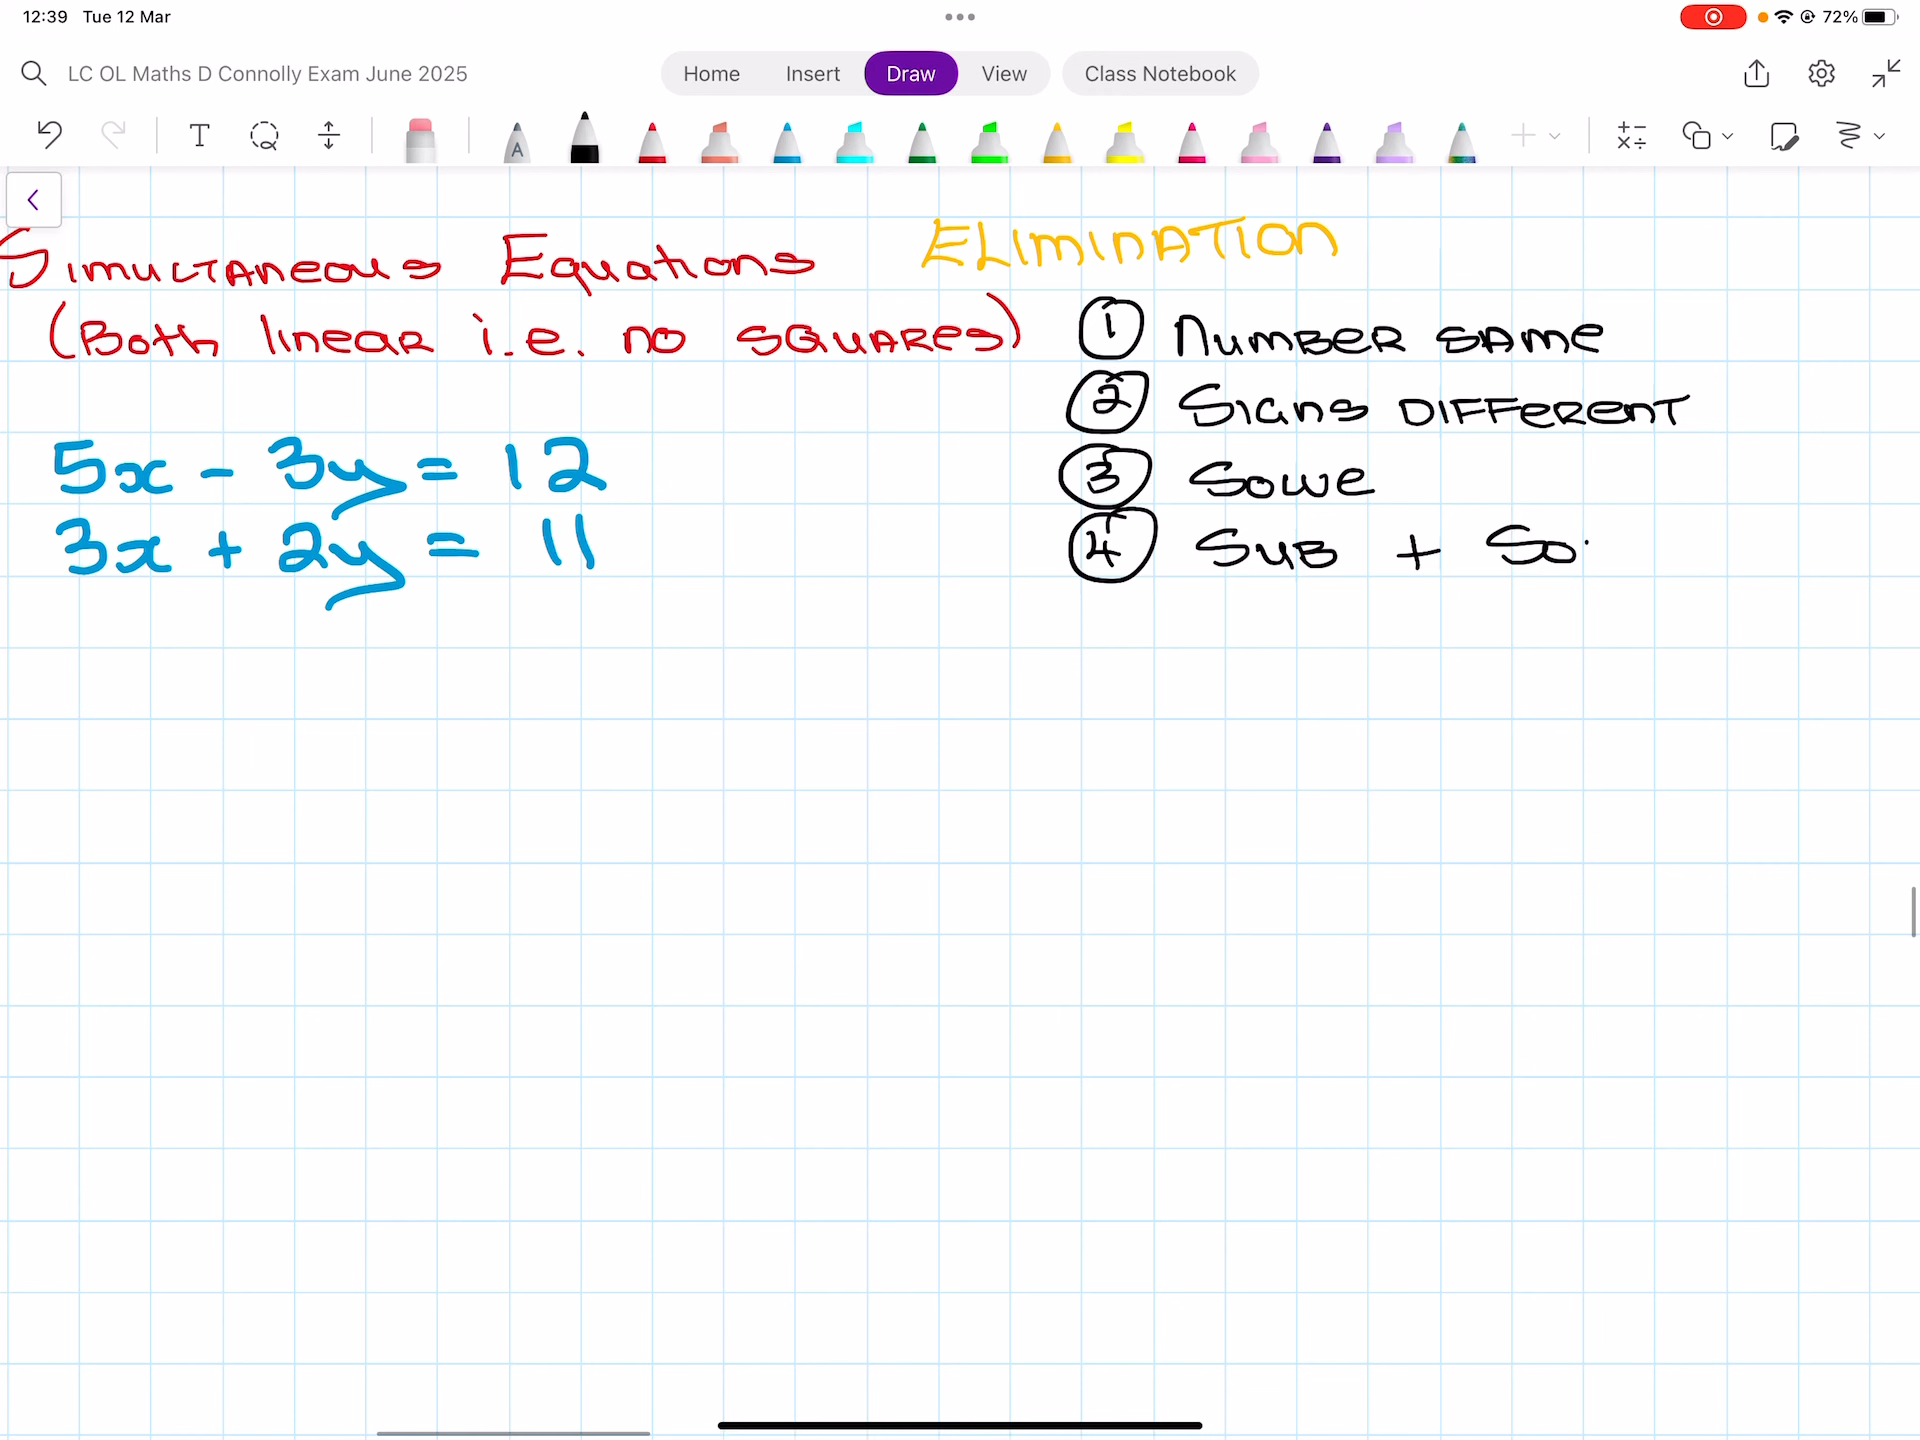 12:39 Tue 12 Mar
72%
LC OL Maths D Connolly Exam June 2025
Home Insert Draw View Class Notebook
T
A
Simultaneous Equations
(Both linear i.e. no squares)
ELIMINATION
1 Number same
2 Signs different
3 Solve
4 Sub + So
5x - 3y = 12
3x + 2y = 11